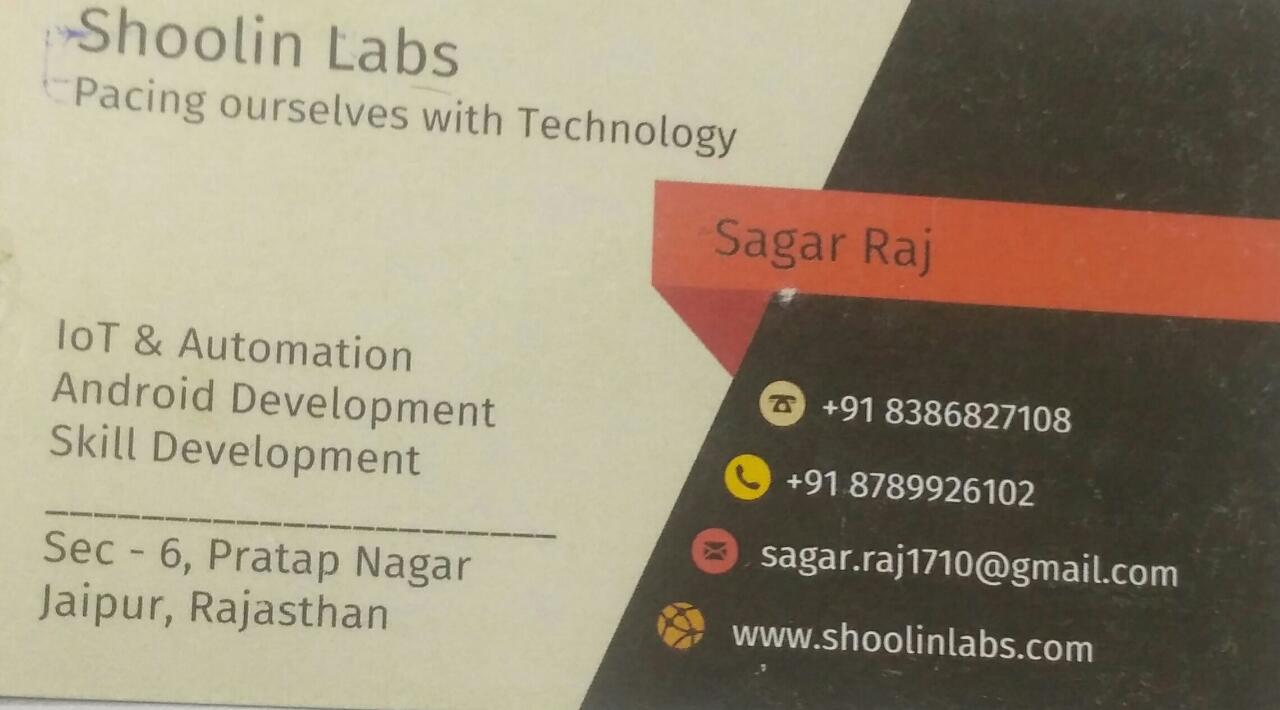 Shoolin Labs
Pacing ourselves with Technology
Sagar Raj
IoT & Automation
Android Development
Skill Development
Sec - 6, Pratap Nagar
Jaipur, Rajasthan
+91 8386827108
+91 8789926102
sagar.raj1710@gmail.com
www.shoolinlabs.com